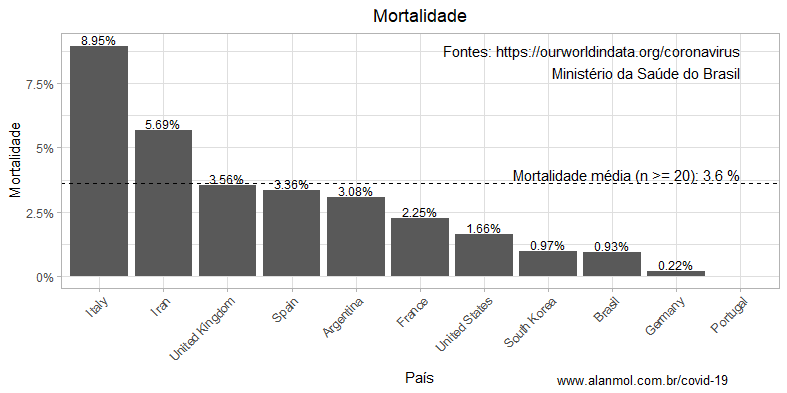 Mortalidade
Fontes: https://ourworldindata.org/coronavirus
Ministério da Saúde do Brasil
Mortalidade média (n >= 20): 3.6 %
8.95%
5.69%
3.56%
3.36%
3.08%
2.25%
1.66%
0.97%
0.93%
0.22%
Mortalidade
7.5%
5%
2.5%
0%
Italy
Iran
United Kingdom
Spain
Argentina
France
United States
South Korea
Brasil
Germany
Portugal
País
www.alanmol.com.br/covid-19